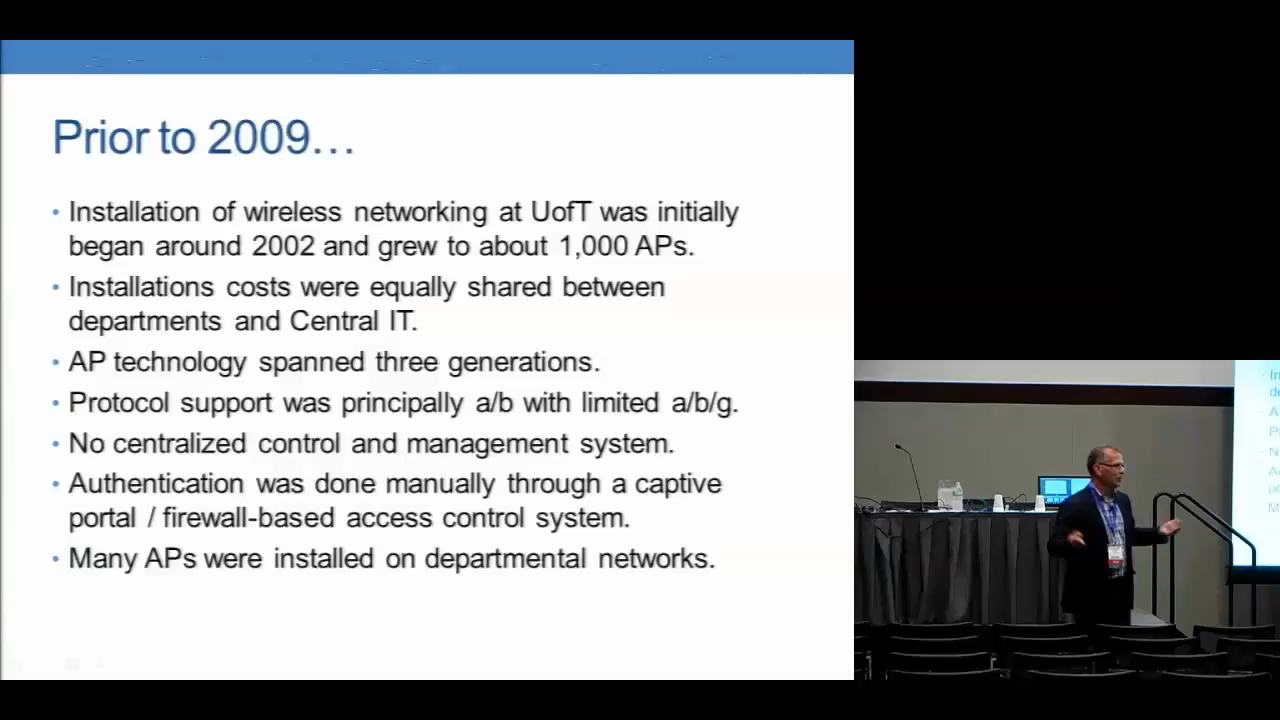 Prior to 2009…
• Installation of wireless networking at UofT was initially
began around 2002 and grew to about 1,000 APs.
• Installations costs were equally shared between
departments and Central IT.
• AP technology spanned three generations.
• Protocol support was principally a/b with limited a/b/g.
• No centralized control and management system.
• Authentication was done manually through a captive
portal / firewall-based access control system.
• Many APs were installed on departmental networks.